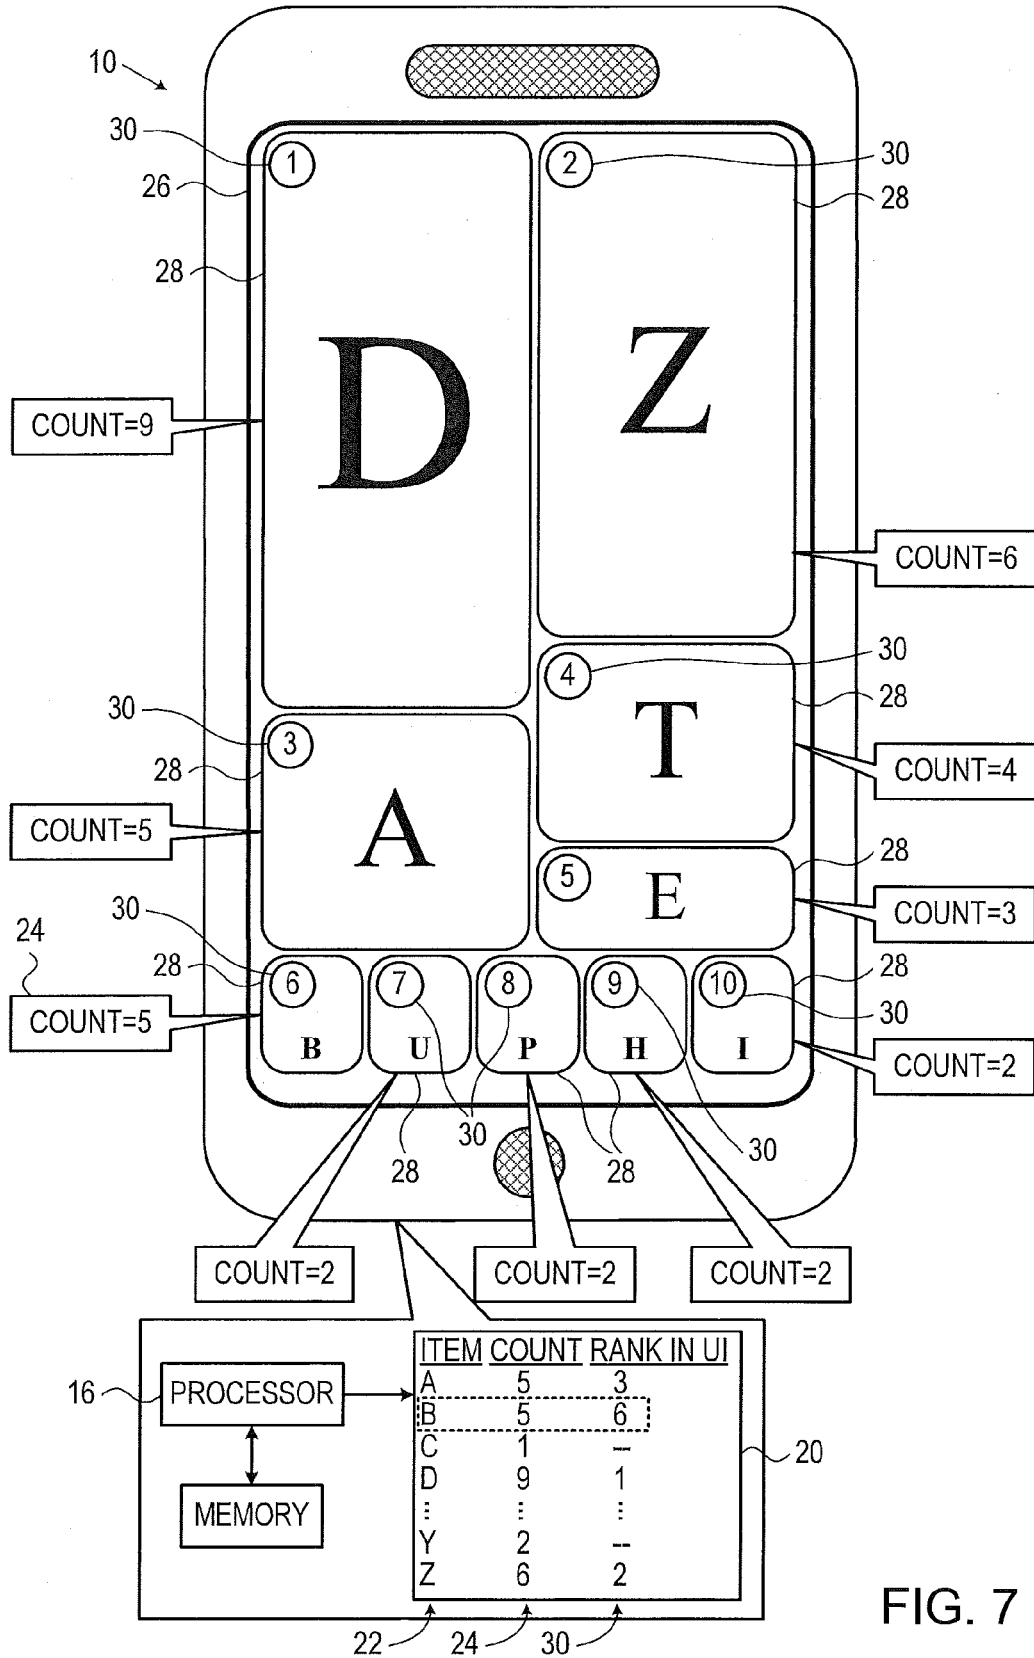 10
30
1
2
30
26
28
28
D
Z
COUNT=9
COUNT=6
30
4
30
28
3
T
28
COUNT=4
A
COUNT=5
28
5
E
COUNT=3
24
30
28
6
7
8
9
10
28
30
COUNT=5
B
U
P
H
I
COUNT=2
30
30
28
28
COUNT=2
COUNT=2
COUNT=2
ITEM COUNT RANK IN UI
16
PROCESSOR
A 5 3
B 5 6
C 1 --
20
D 9 1
MEMORY
⋮ ⋮ ⋮
Y 2 --
Z 6 2
22
24
30
FIG. 7